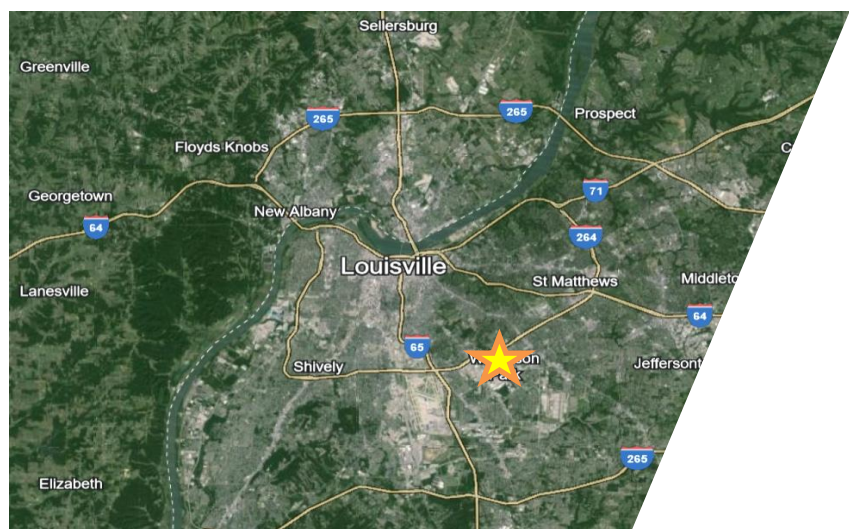 Sellersburg
Greenville
265
265
Prospect
Floyds Knobs
71
Georgetown
New Albany
64
264
Louisville
St Matthews
Middleto
Lanesville
64
65
Shively
Jeffersont
265
Elizabeth